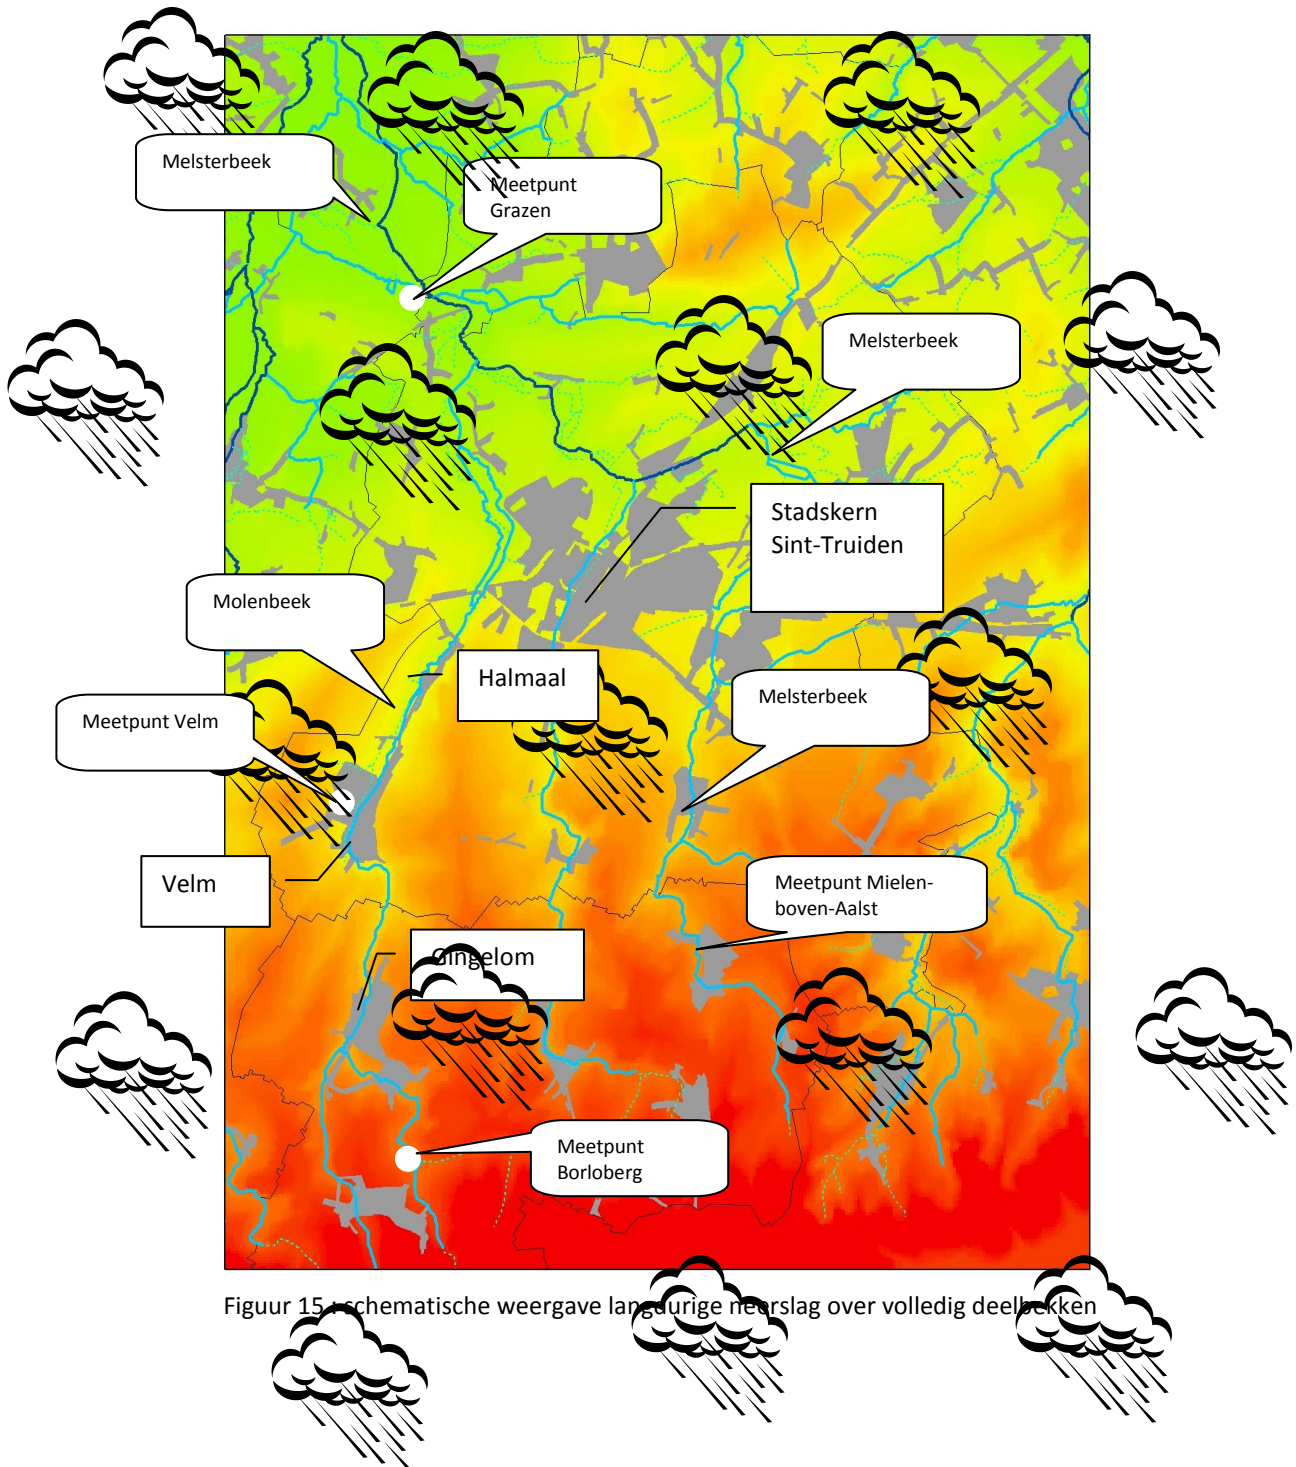 Melsterbeek
Meetpunt
Grazen
Melsterbeek
Stadskern
Sint-Truiden
Molenbeek
Halmaal
Melsterbeek
Meetpunt Velm
Velm
Meetpunt Mielen-
boven-Aalst
Gingelom
Meetpunt
Borloberg
Figuur 15 : schematische weergave langdurige neerslag over volledig deelbekken